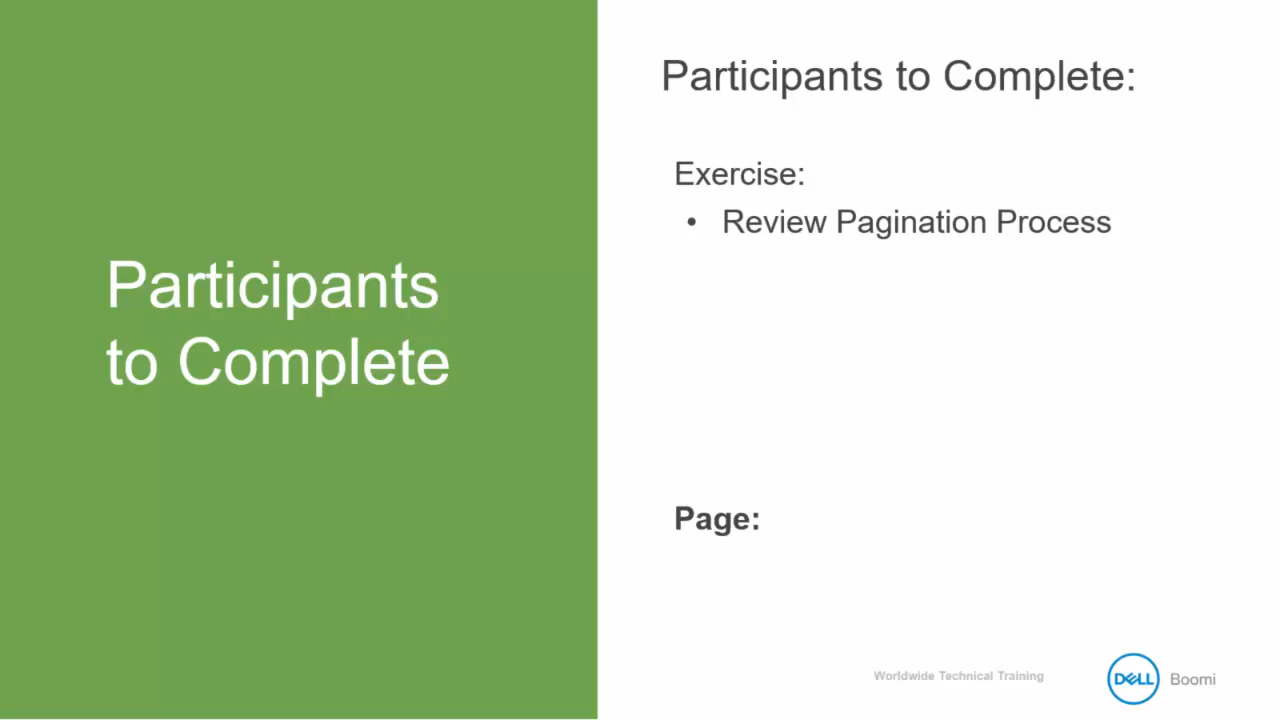 Participants
to Complete
Participants to Complete:
Exercise:
• Review Pagination Process
Page:
Worldwide Technical Training
DELL Boomi